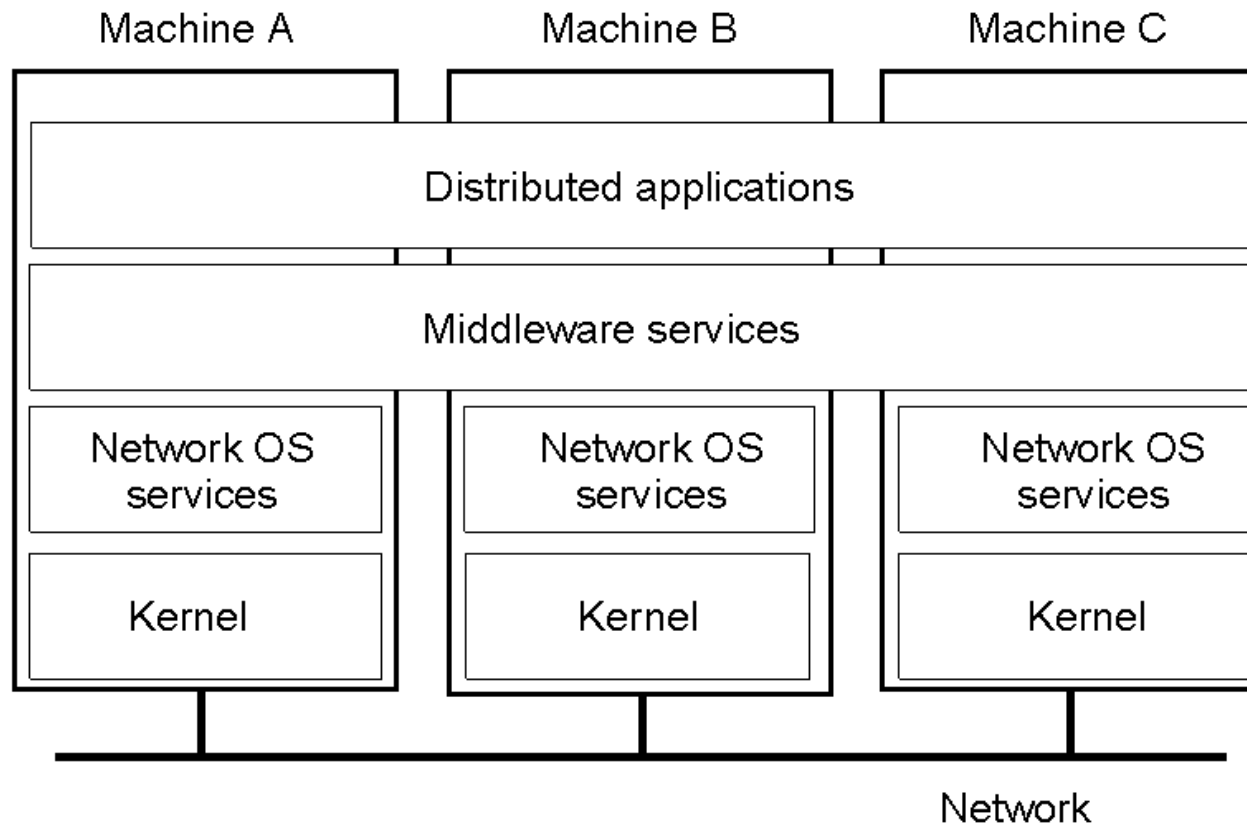 Machine A
Machine B
Machine C
Distributed applications
Middleware services
Network OS
services
Network OS
services
Network OS
services
Kernel
Kernel
Kernel
Network